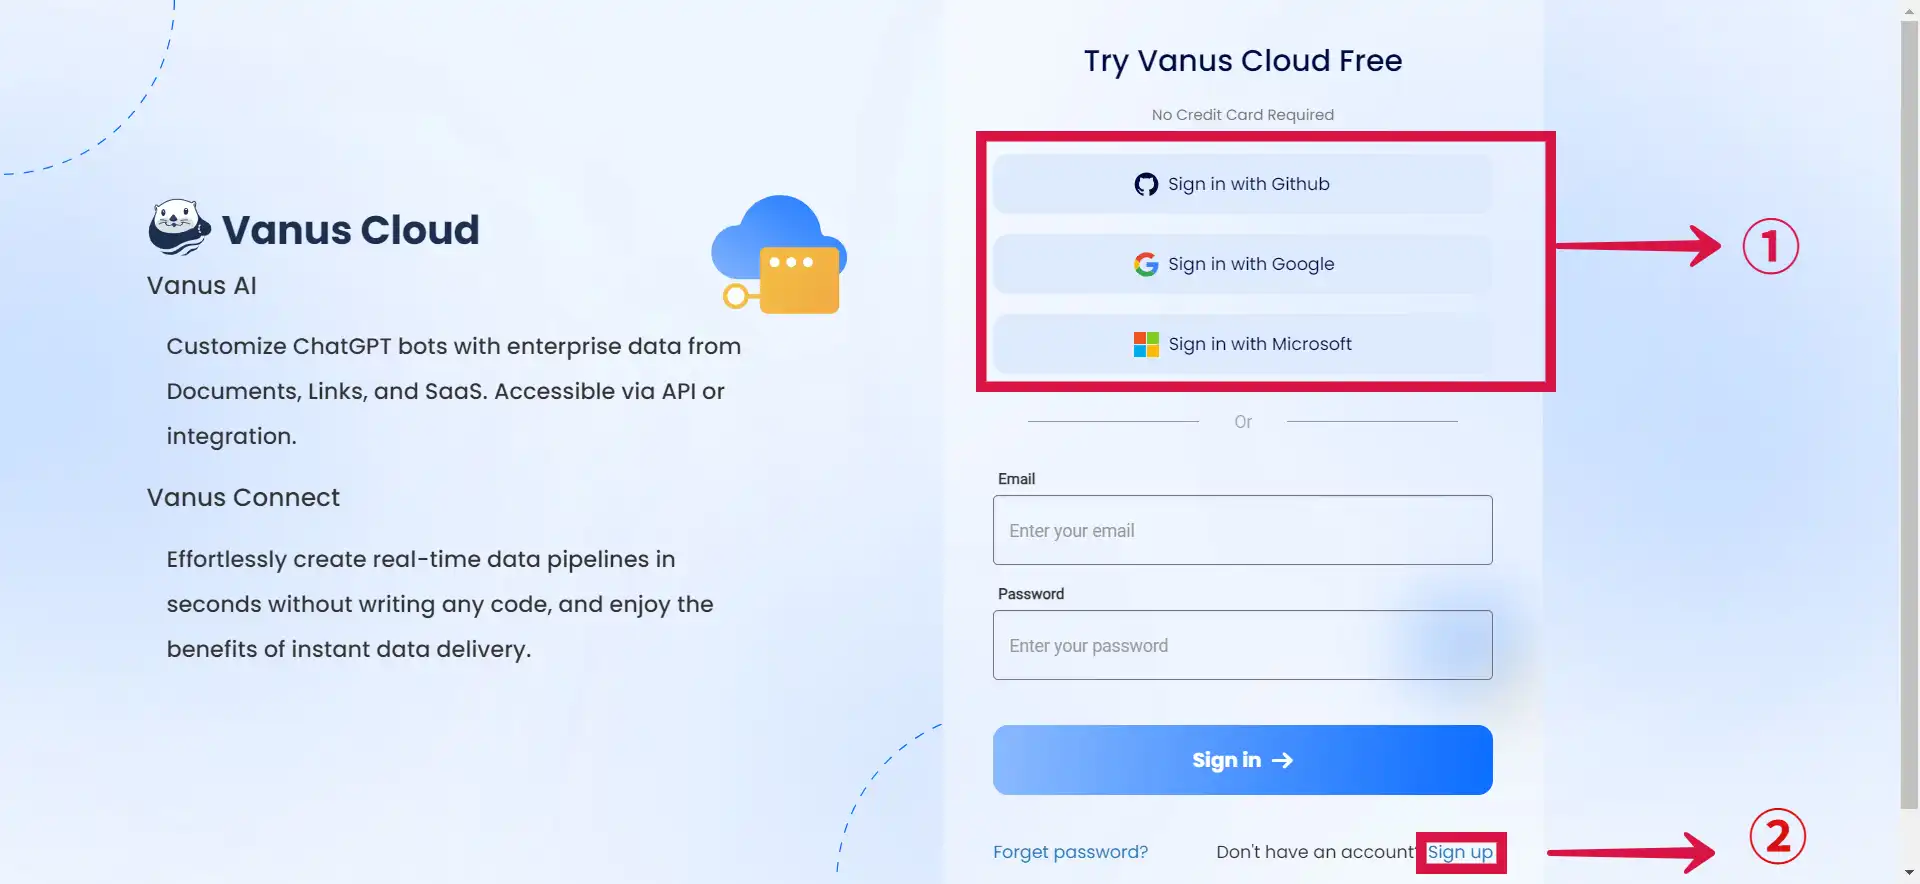 Vanus Cloud
Vanus AI
Customize ChatGPT bots with enterprise data from
Documents, Links, and SaaS. Accessible via API or
integration.
Vanus Connect
Effortlessly create real-time data pipelines in
seconds without writing any code, and enjoy the
benefits of instant data delivery.
Try Vanus Cloud Free
No Credit Card Required
Sign in with Github
Sign in with Google
Sign in with Microsoft
1
Or
Email
Enter your email
Password
Enter your password
Sign in
Forget password?
Don't have an account? Sign up
2